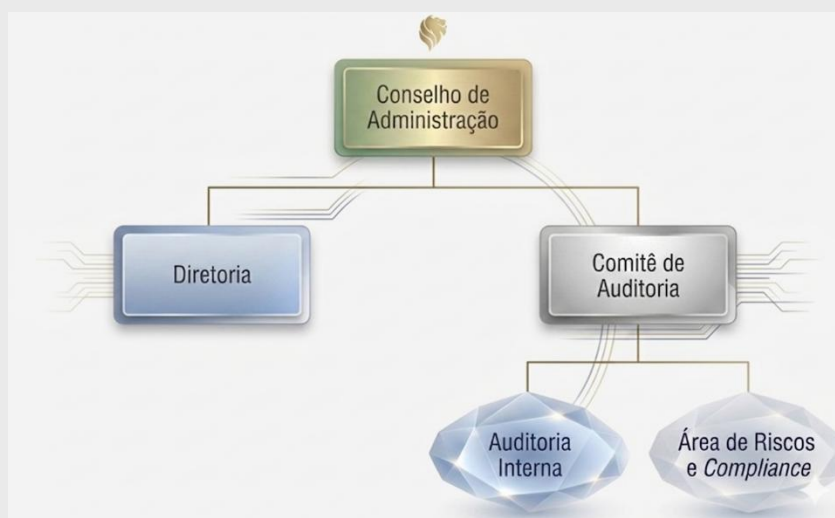 Conselho de
Administração
Diretoria
Comitê de
Auditoria
Auditoria
Interna
Área de Riscos
e Compliance